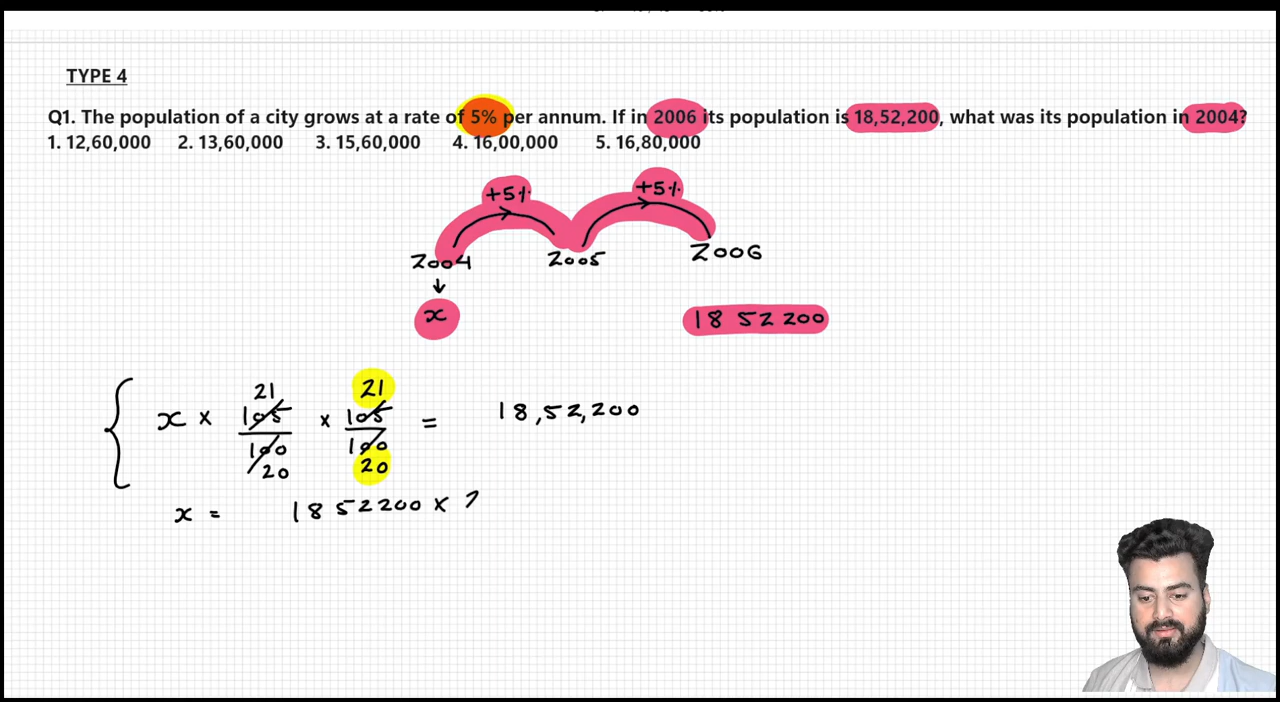 TYPE 4
Q1. The population of a city grows at a rate of 5% per annum. If in 2006 its population is 18,52,200, what was its population in 2004?
1. 12,60,000 2. 13,60,000 3. 15,60,000 4. 16,00,000 5. 16,80,000
+5% +5%
2004 2005 2006
↓
x 18 52 200
21 21
x × 105 × 105 = 18,52,200
100 100
20 20
x = 18 52200 ×